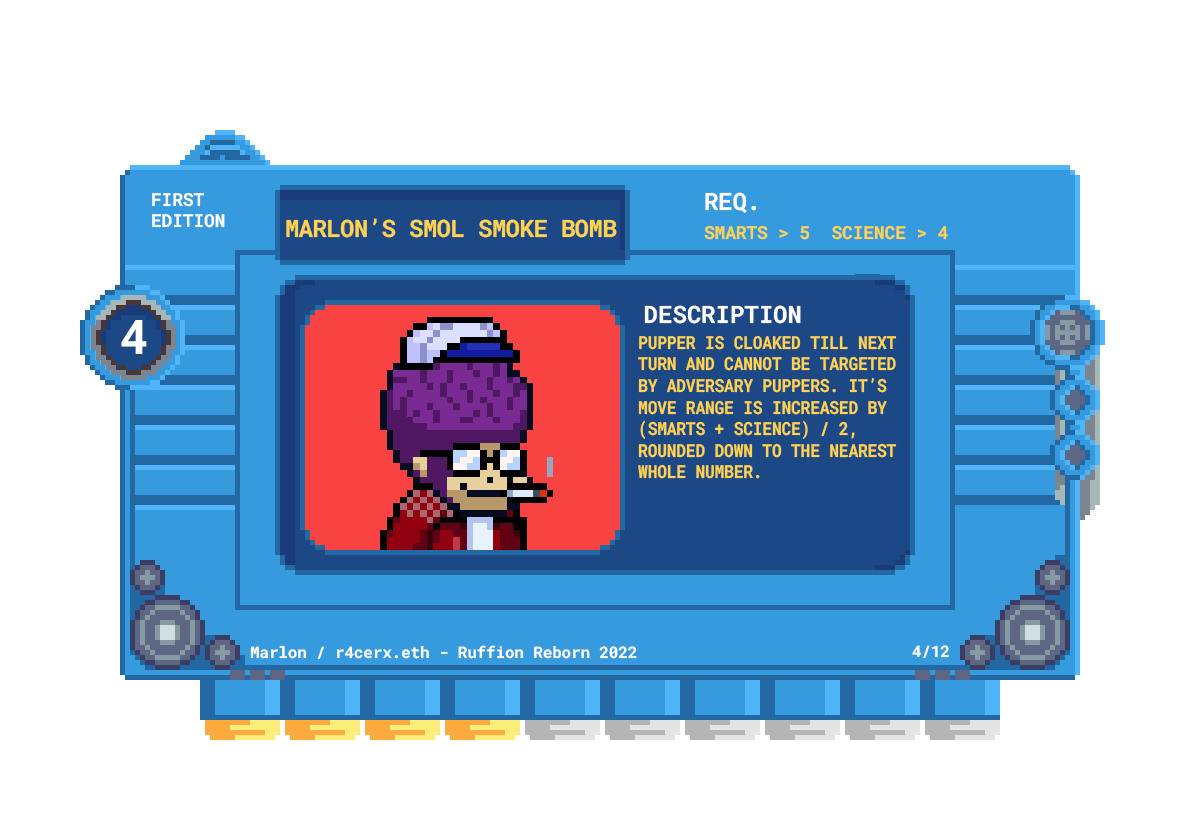 FIRST
EDITION
MARLON’S SMOL SMOKE BOMB
REQ.
SMARTS > 5  SCIENCE > 4
4
DESCRIPTION
PUPPER IS CLOAKED TILL NEXT
TURN AND CANNOT BE TARGETED
BY ADVERSARY PUPPERS. IT’S
MOVE RANGE IS INCREASED BY
(SMARTS + SCIENCE) / 2,
ROUNDED DOWN TO THE NEAREST
WHOLE NUMBER.
Marlon / r4cerx.eth - Ruffion Reborn 2022
4/12